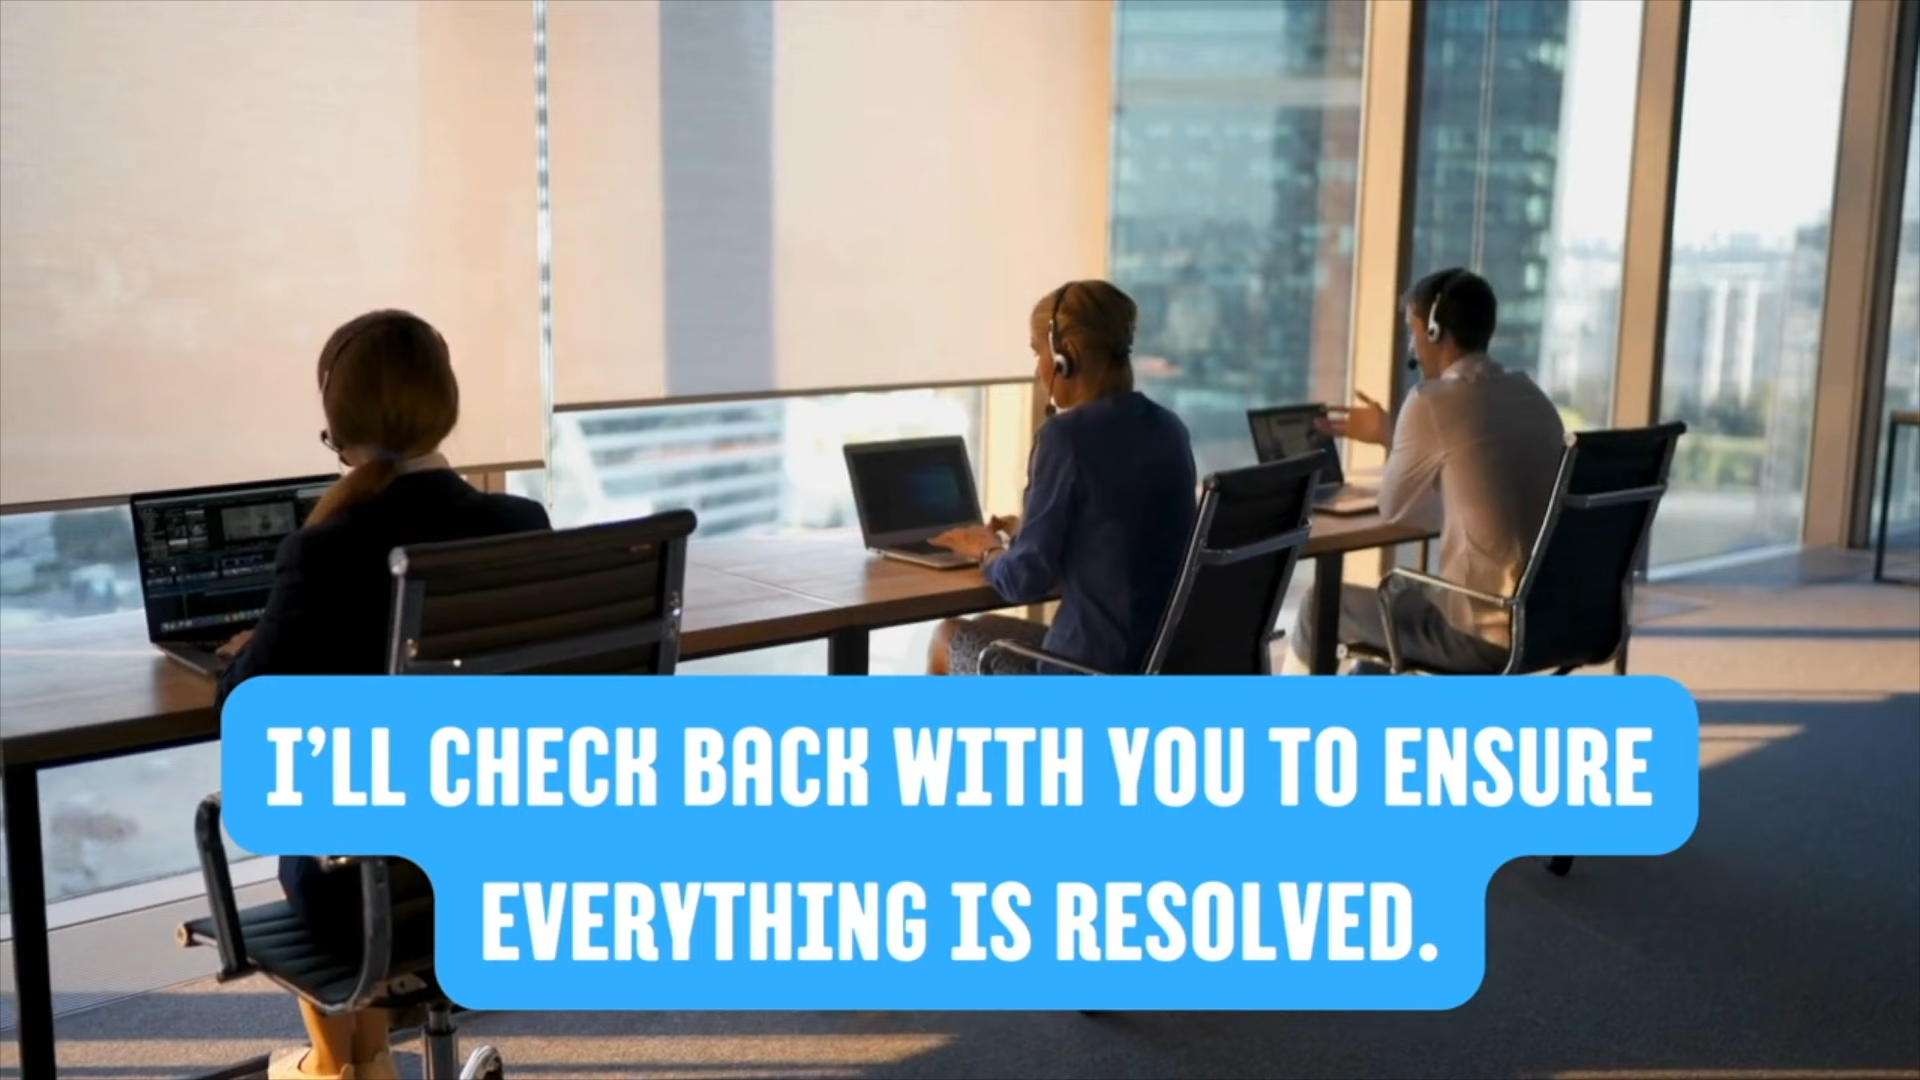 I’LL CHECK BACK WITH YOU TO ENSURE
EVERYTHING IS RESOLVED.